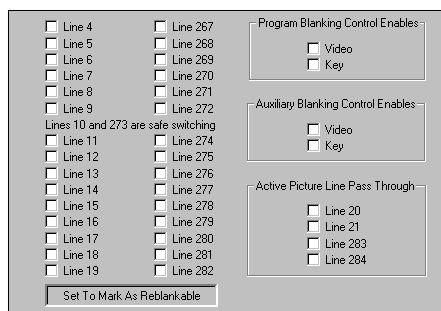 Line 4
Line 5
Line 6
Line 7
Line 8
Line 9
Line 267
Line 268
Line 269
Line 270
Line 271
Line 272
Lines 10 and 273 are safe switching
Line 11
Line 12
Line 13
Line 14
Line 15
Line 16
Line 17
Line 18
Line 19
Line 274
Line 275
Line 276
Line 277
Line 278
Line 279
Line 280
Line 281
Line 282
Set To Mark As Reblankable
Program Blanking Control Enables
Video
Key
Auxiliary Blanking Control Enables
Video
Key
Active Picture Line Pass Through
Line 20
Line 21
Line 283
Line 284